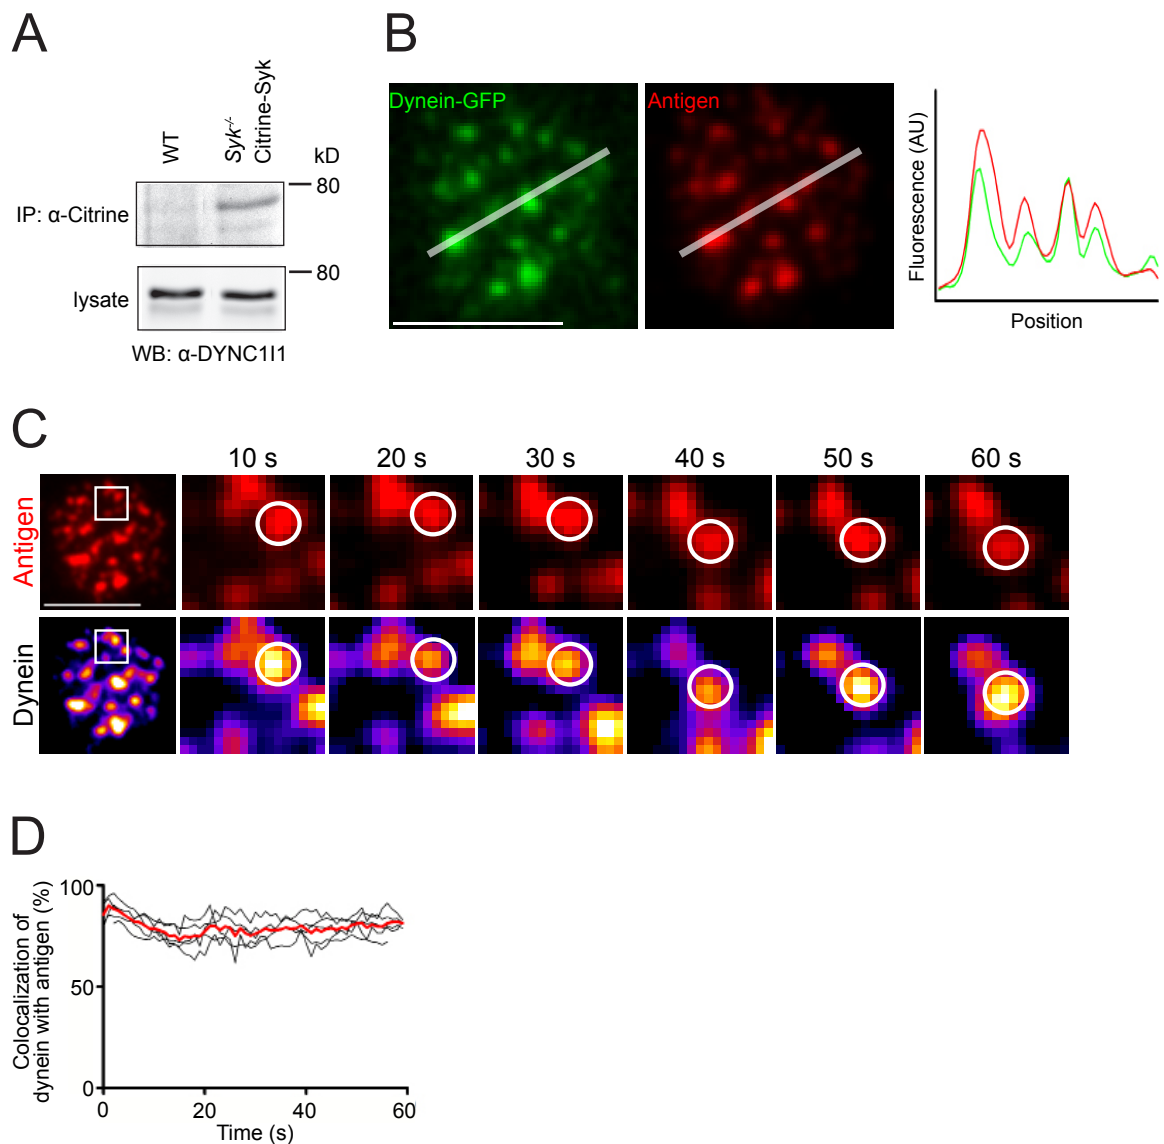 A
WT
Syk-/-
Citrine-Syk
kD
80
IP: α-Citrine
80
lysate
WB: α-DYNC1I1
B
Dynein-GFP
Antigen
Fluorescence (AU)
Position
C
10 s
20 s
30 s
40 s
50 s
60 s
Antigen
Dynein
D
Colocalization of
dynein with antigen (%)
100
50
0
0
20
40
60
Time (s)